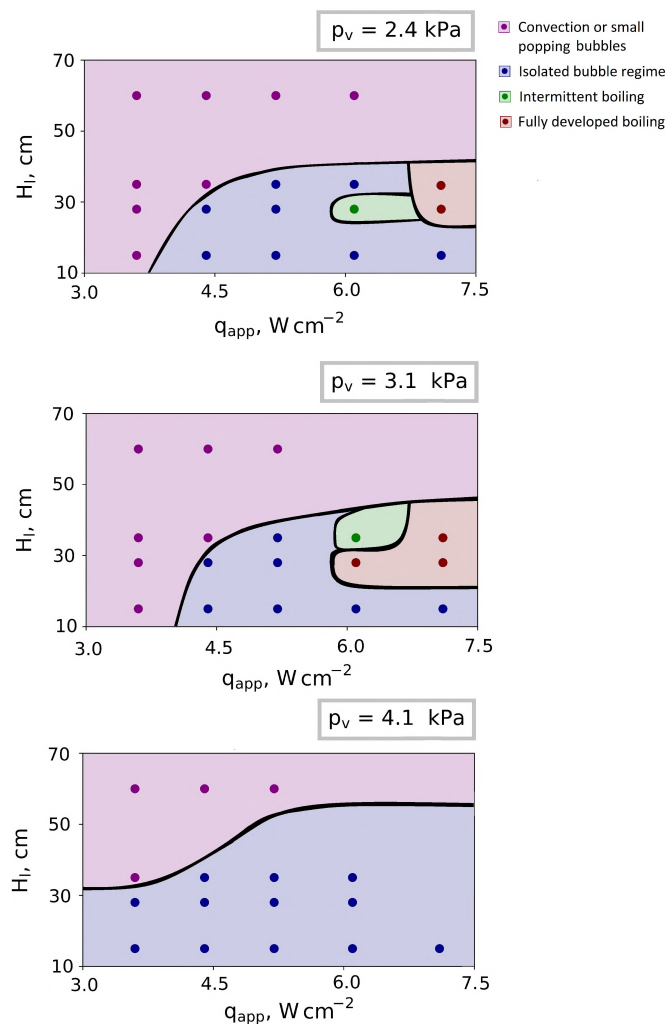 pᵥ = 2.4 kPa
Convection or small
popping bubbles
Isolated bubble regime
Intermittent boiling
Fully developed boiling
70
50
30
10
Hₗ, cm
3.0 4.5 6.0 7.5
qₐₚₚ, W cm⁻²
pᵥ = 3.1 kPa
70
50
30
10
Hₗ, cm
3.0 4.5 6.0 7.5
qₐₚₚ, W cm⁻²
pᵥ = 4.1 kPa
70
50
30
10
Hₗ, cm
3.0 4.5 6.0 7.5
qₐₚₚ, W cm⁻²